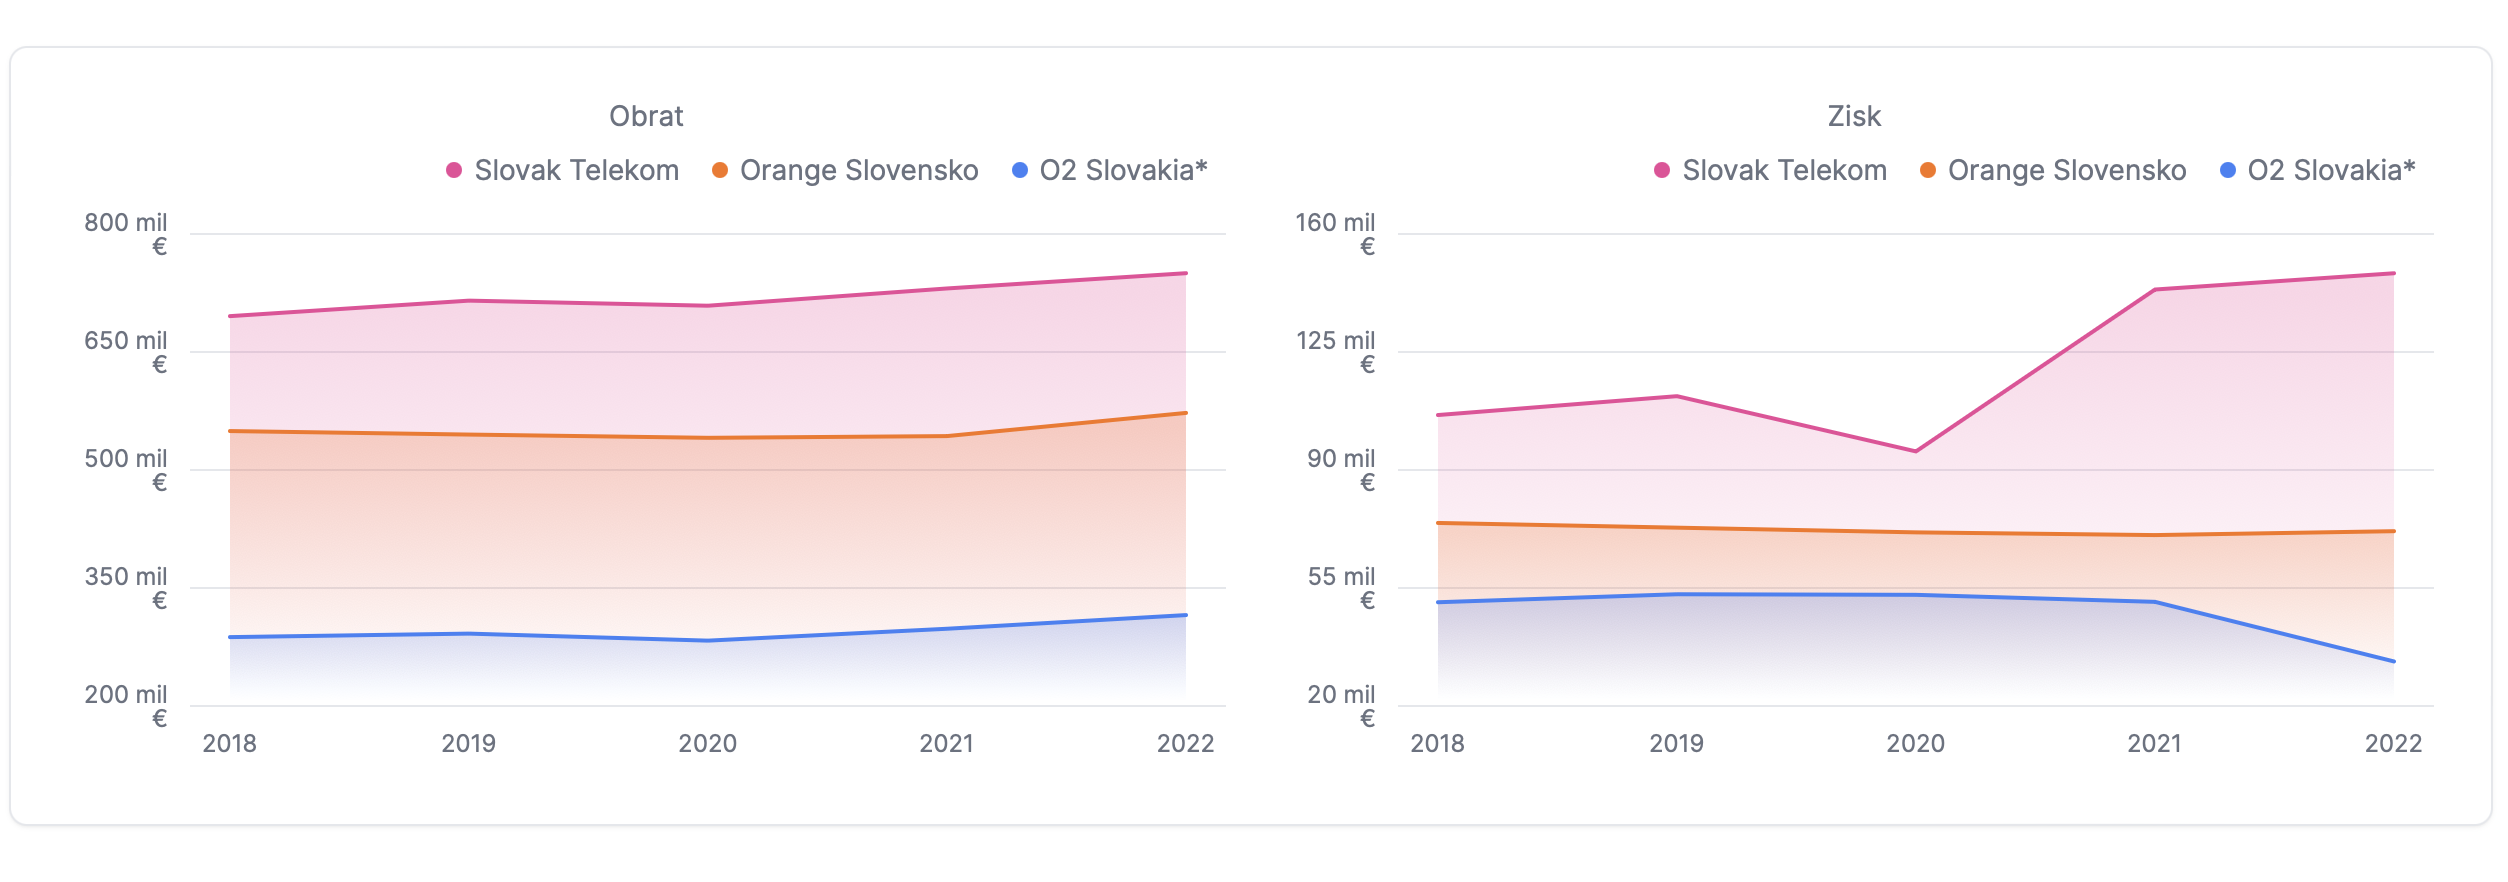 Obrat
Slovak Telekom Orange Slovensko O2 Slovakia*
800 mil
€
650 mil
€
500 mil
€
350 mil
€
200 mil
€
2018 2019 2020 2021 2022
Zisk
Slovak Telekom Orange Slovensko O2 Slovakia*
160 mil
€
125 mil
€
90 mil
€
55 mil
€
20 mil
€
2018 2019 2020 2021 2022